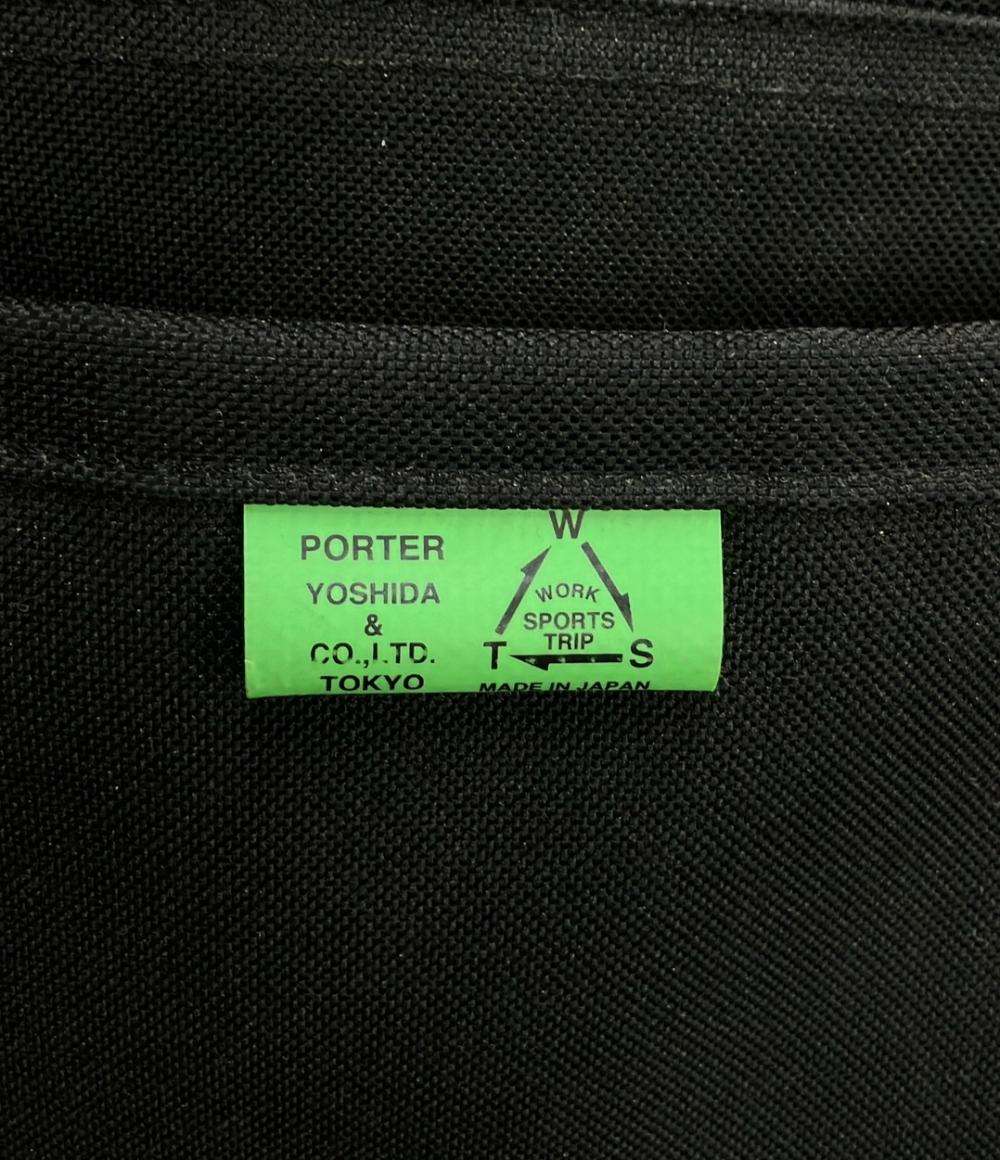 PORTER
YOSHIDA
&
CO.,LTD.
TOKYO
W
WORK
SPORTS
TRIP
T S
MADE IN JAPAN